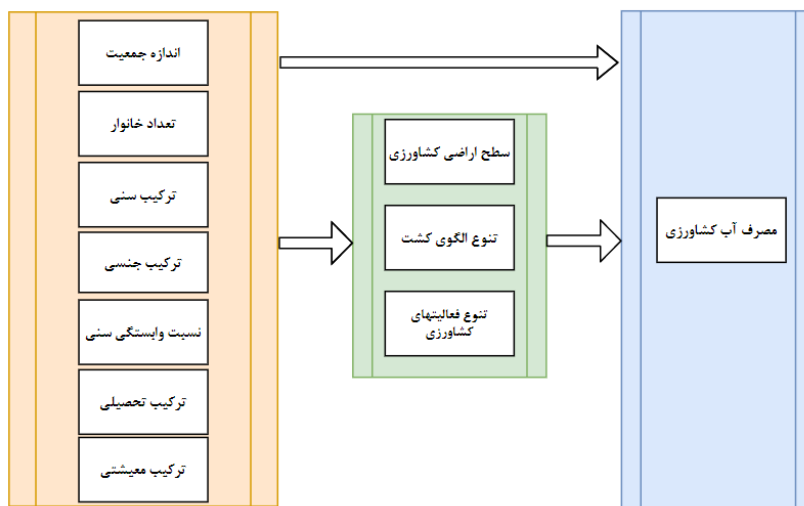 اندازه جمعیت
تعداد خانوار
ترکیب سنی
ترکیب جنسی
نسبت وابستگی سنی
ترکیب تحصیلی
ترکیب معیشتی
سطح اراضی کشاورزی
تنوع الگوی کشت
تنوع فعالیتهای
کشاورزی
مصرف آب کشاورزی